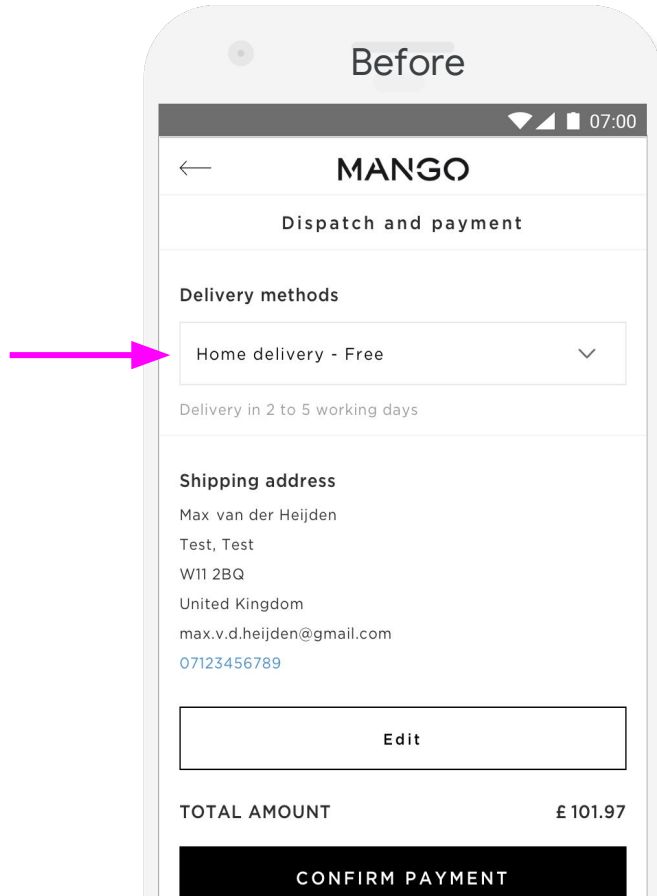 Before
07:00
MANGO
Dispatch and payment
Delivery methods
Home delivery - Free
Delivery in 2 to 5 working days
Shipping address
Max van der Heijden
Test, Test
W11 2BQ
United Kingdom
max.v.d.heijden@gmail.com
07123456789
Edit
TOTAL AMOUNT £ 101.97
CONFIRM PAYMENT